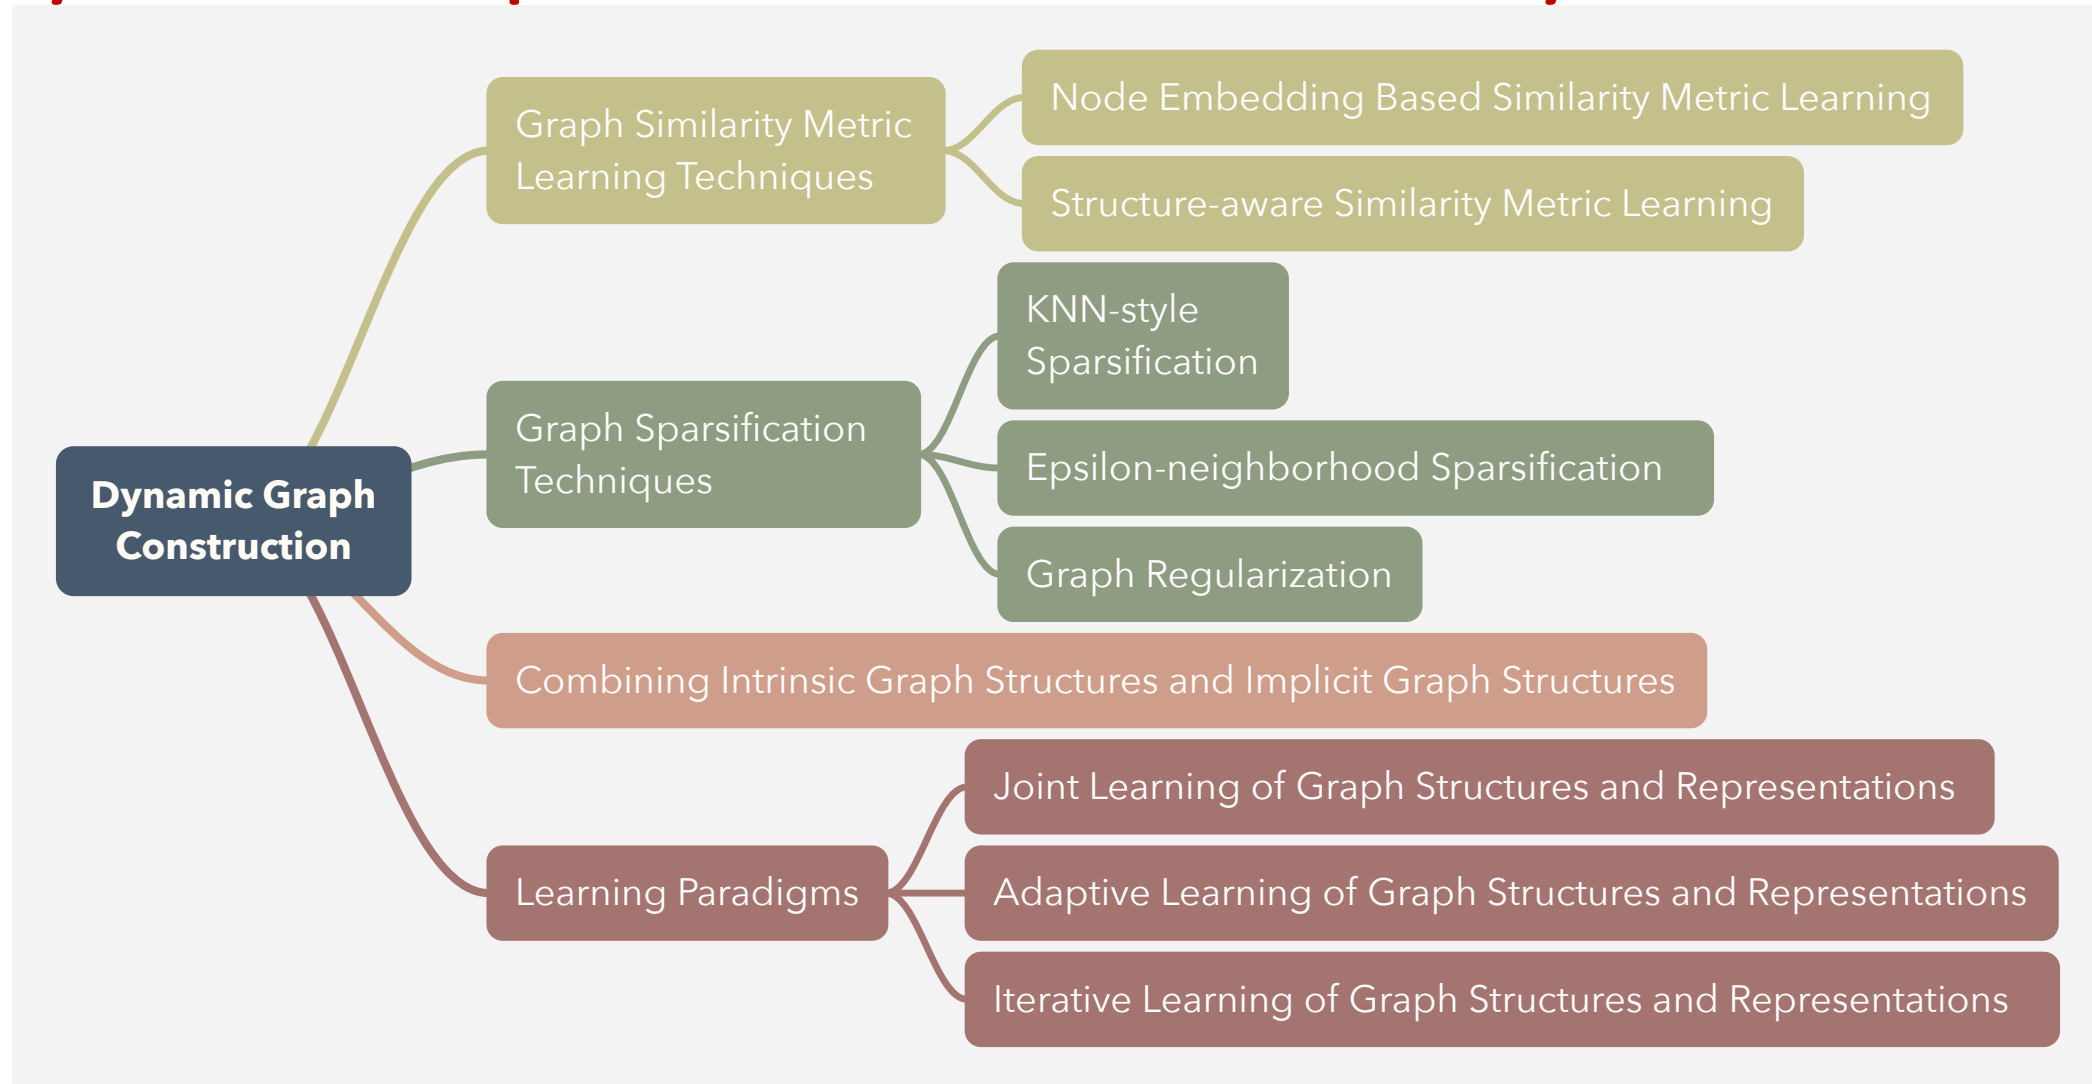 Graph Similarity Metric
Learning Techniques
Node Embedding Based Similarity Metric Learning
Structure-aware Similarity Metric Learning
Dynamic Graph
Construction
Graph Sparsification
Techniques
KNN-style
Sparsification
Epsilon-neighborhood Sparsification
Graph Regularization
Combining Intrinsic Graph Structures and Implicit Graph Structures
Learning Paradigms
Joint Learning of Graph Structures and Representations
Adaptive Learning of Graph Structures and Representations
Iterative Learning of Graph Structures and Representations